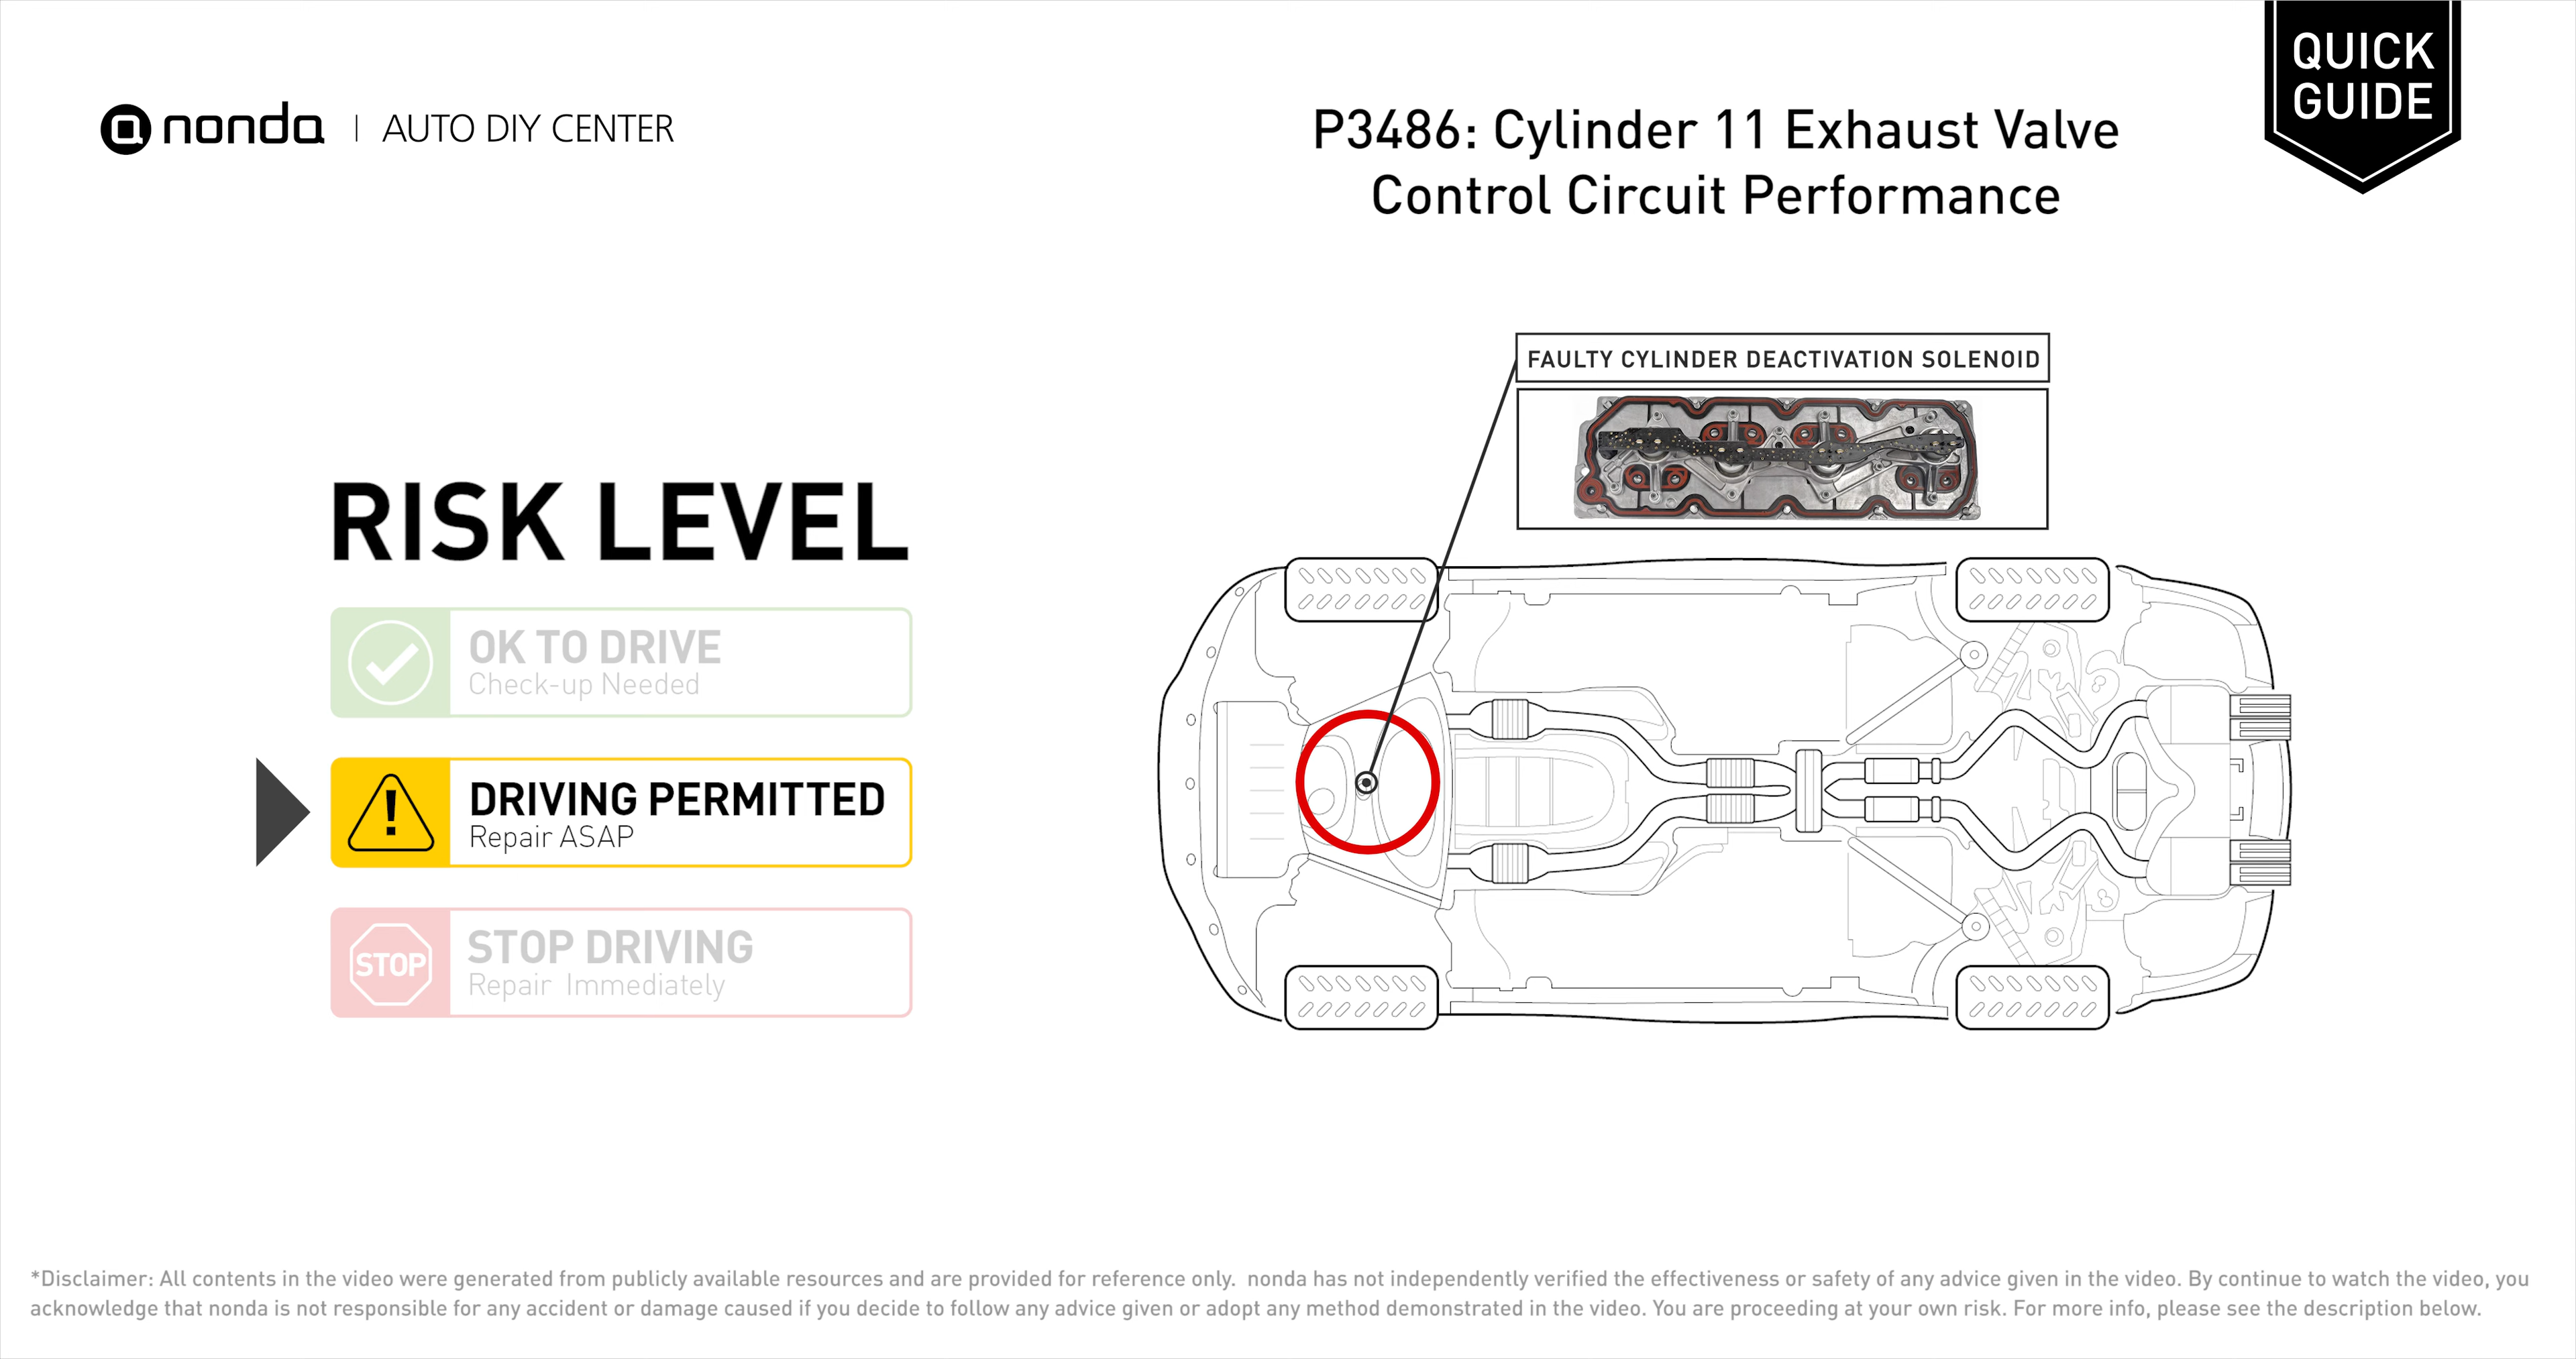 QUICK
GUIDE
nonda | AUTO DIY CENTER
P3486: Cylinder 11 Exhaust Valve
Control Circuit Performance
FAULTY CYLINDER DEACTIVATION SOLENOID
RISK LEVEL
OK TO DRIVE
Check-up Needed
DRIVING PERMITTED
Repair ASAP
STOP
STOP DRIVING
Repair Immediately
*Disclaimer: All contents in the video were generated from publicly available resources and are provided for reference only. nonda has not independently verified the effectiveness or safety of any advice given in the video. By continue to watch the video, you
acknowledge that nonda is not responsible for any accident or damage caused if you decide to follow any advice given or adopt any method demonstrated in the video. You are proceeding at your own risk. For more info, please see the description below.